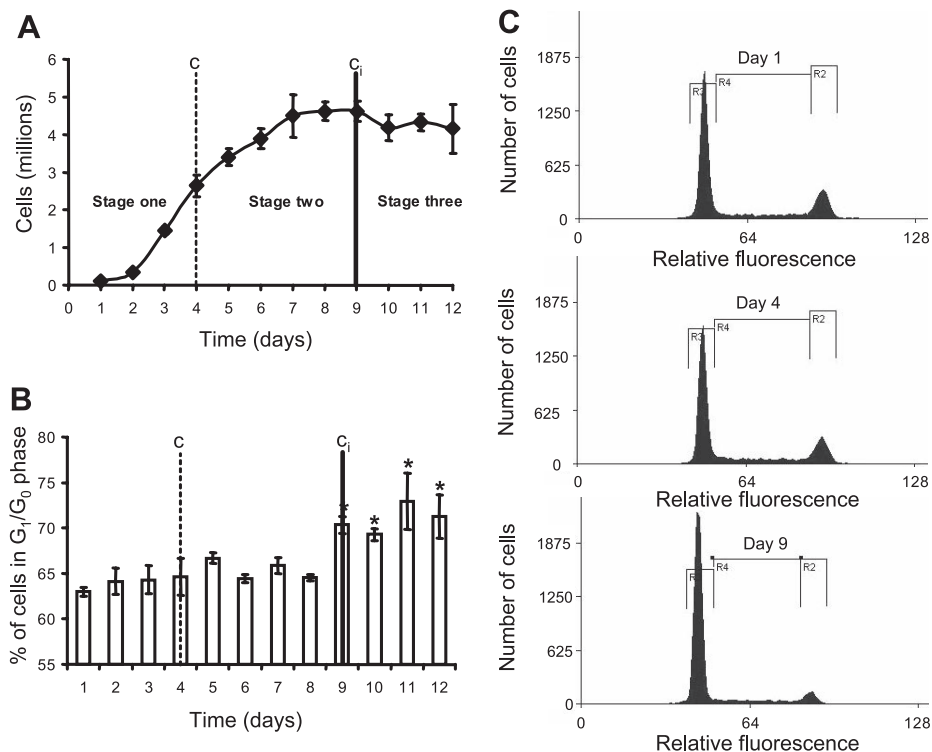 A
C
Ci
6
5
4
3
2
1
0
Cells (millions)
Stage one
Stage two
Stage three
0 1 2 3 4 5 6 7 8 9 10 11 12
Time (days)
B
C
Ci
80
75
70
65
60
55
% of cells in G1/G0 phase
* * * *
1 2 3 4 5 6 7 8 9 10 11 12
Time (days)
C
Day 1
1875
1250
625
0
Number of cells
R4
R2
0 64 128
Relative fluorescence
Day 4
1875
1250
625
0
Number of cells
R3
R4
R2
0 64 128
Relative fluorescence
Day 9
1875
1250
625
0
Number of cells
R4
R2
0 64 128
Relative fluorescence